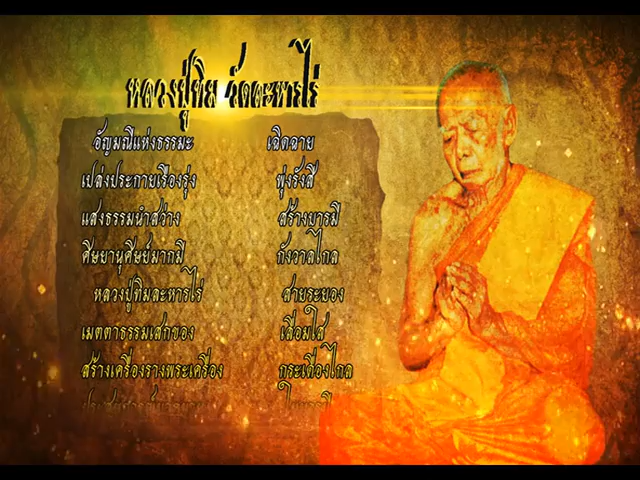 หลวงปู่ทิม วัดละหารไร่
อัญมณีแห่งธรรมะ เฉิดฉาย
เปล่งประกายเรืองรุ่ง พุ่งรังสี
แสงธรรมนำสว่าง สร้างบารมี
ศิษยานุศิษย์มากมี กังวาลไกล
หลวงปู่ทิมละหารไร่ สายระยอง
เมตตาธรรมเสกของ เลื่อมใส
สร้างเครื่องรางพระเครื่อง กระเดื่องไกล